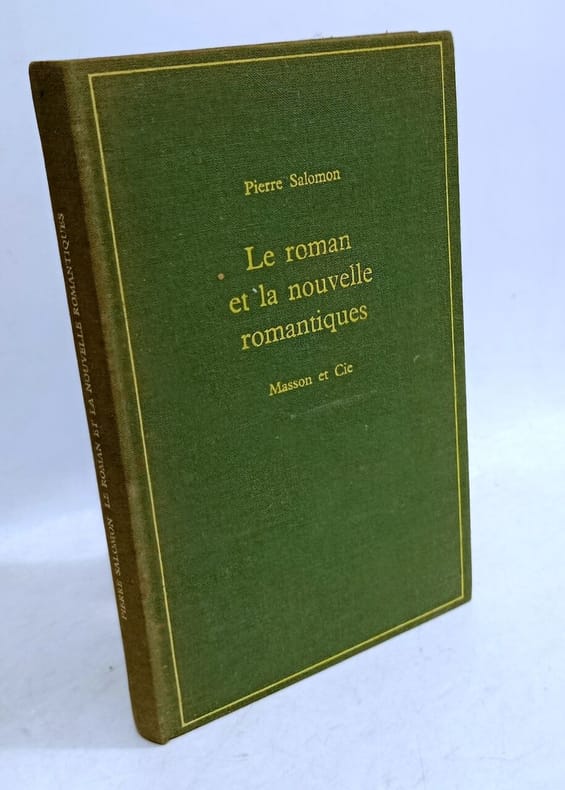 Pierre Salomon
Le roman
et la nouvelle
romantiques
Masson et Cie
PIERRE SALOMON LE ROMAN ET LA NOUVELLE ROMANTIQUES